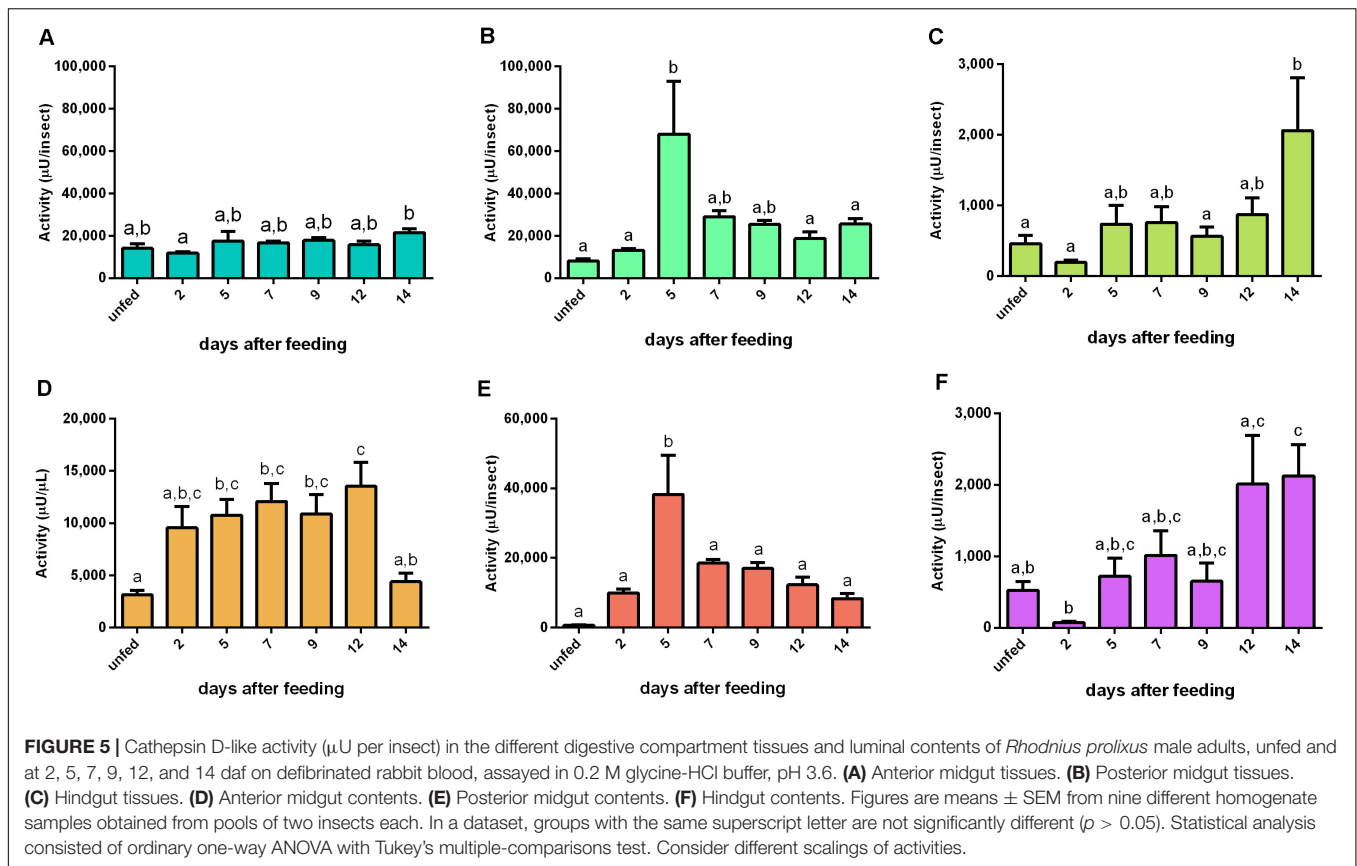 A
100,000
80,000
60,000
40,000
20,000
0
Activity (μU/insect)
a,b
a
a,b
a,b
a,b
a,b
b
unfed
2
5
7
9
12
14
days after feeding
B
100,000
80,000
60,000
40,000
20,000
0
Activity (μU/insect)
a
a
b
a,b
a,b
a
a
unfed
2
5
7
9
12
14
days after feeding
C
3,000
2,000
1,000
0
Activity (μU/insect)
a
a
a,b
a,b
a
a,b
b
unfed
2
5
7
9
12
14
days after feeding
D
20,000
15,000
10,000
5,000
0
Activity (μU/μL)
a
a,b,c
b,c
b,c
b,c
c
a,b
unfed
2
5
7
9
12
14
days after feeding
E
60,000
40,000
20,000
0
Activity (μU/insect)
a
a
b
a
a
a
a
unfed
2
5
7
9
12
14
days after feeding
F
3,000
2,000
1,000
0
Activity (μU/insect)
a,b
b
a,b,c
a,b,c
a,b,c
a,c
c
unfed
2
5
7
9
12
14
days after feeding
FIGURE 5 | Cathepsin D-like activity (μU per insect) in the different digestive compartment tissues and luminal contents of Rhodnius prolixus male adults, unfed and
at 2, 5, 7, 9, 12, and 14 daf on defibrinated rabbit blood, assayed in 0.2 M glycine-HCl buffer, pH 3.6. (A) Anterior midgut tissues. (B) Posterior midgut tissues.
(C) Hindgut tissues. (D) Anterior midgut contents. (E) Posterior midgut contents. (F) Hindgut contents. Figures are means ± SEM from nine different homogenate
samples obtained from pools of two insects each. In a dataset, groups with the same superscript letter are not significantly different (p > 0.05). Statistical analysis
consisted of ordinary one-way ANOVA with Tukey's multiple-comparisons test. Consider different scalings of activities.